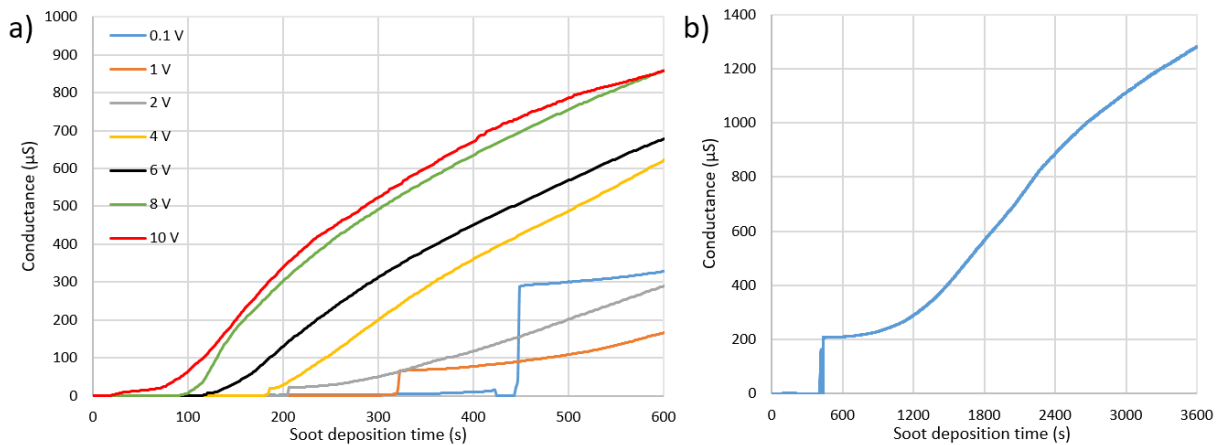 a)
1000
900
800
700
600
500
400
300
200
100
0
Conductance (µS)
0.1 V
1 V
2 V
4 V
6 V
8 V
10 V
0 100 200 300 400 500 600
Soot deposition time (s)
b)
1400
1200
1000
800
600
400
200
0
Conductance (µS)
0 600 1200 1800 2400 3000 3600
Soot deposition time (s)